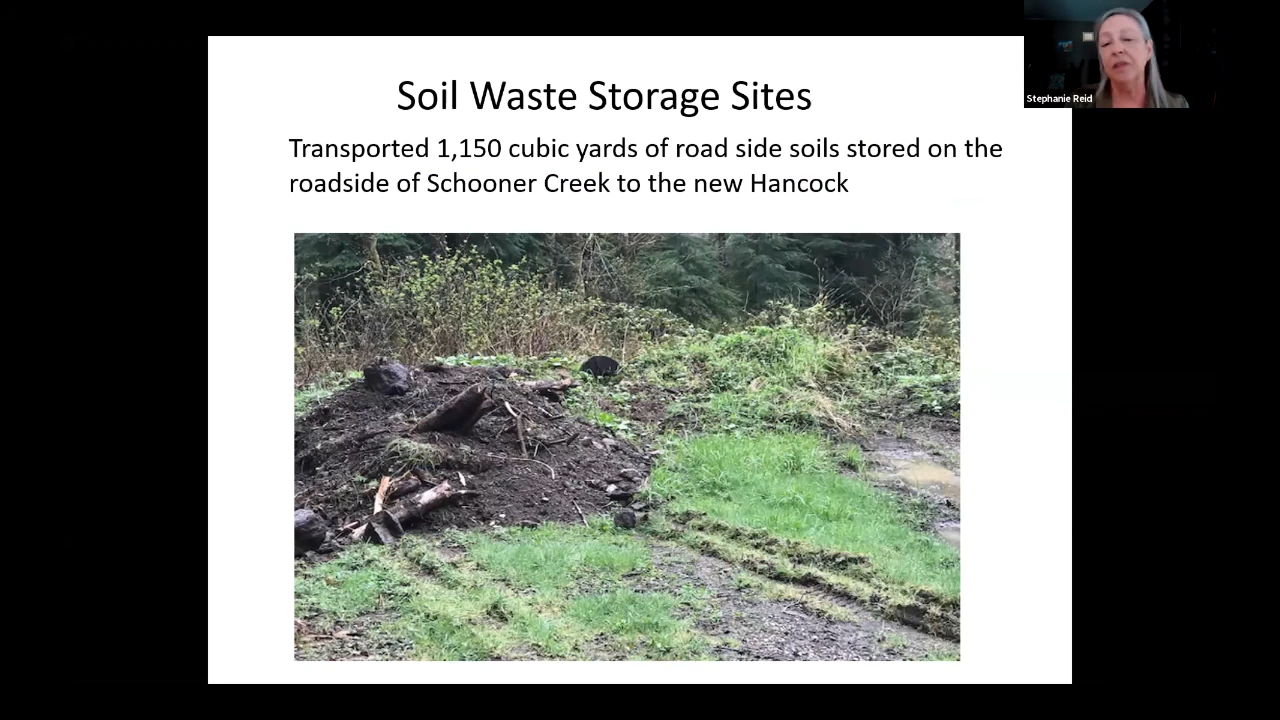 Soil Waste Storage Sites
Transported 1,150 cubic yards of road side soils stored on the
roadside of Schooner Creek to the new Hancock
Stephanie Reid